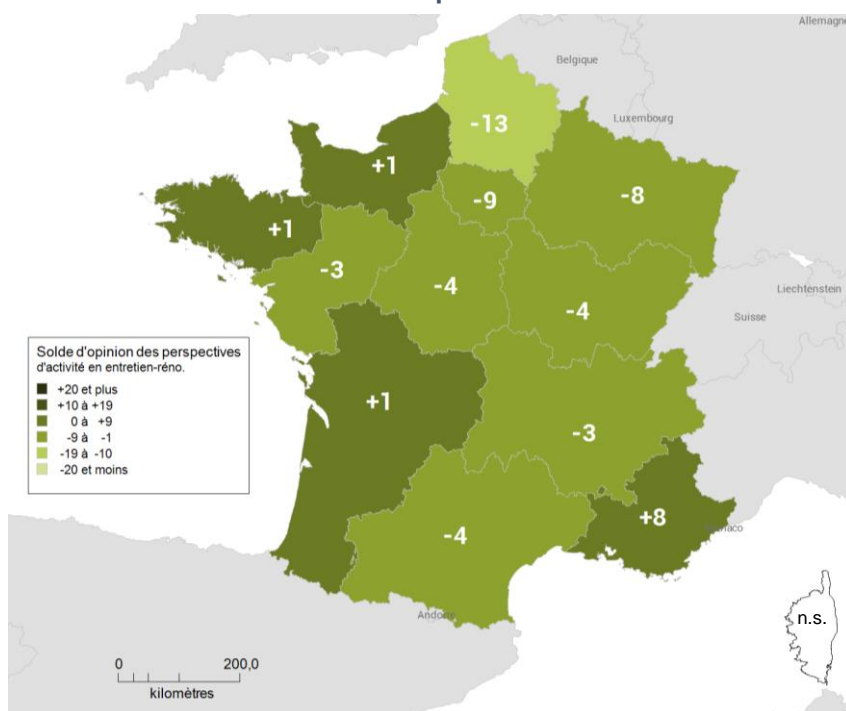 Allemagne
Belgique
Luxembourg
-13
+1
-9
-8
+1
-3
-4
-4
Liechtenstein
Suisse
Solde d'opinion des perspectives
d'activité en entretien-réno.
+20 et plus
+10 à +19
0 à +9
-9 à -1
-19 à -10
-20 et moins
+1
-3
+8
-4
Andorre
n.s.
0 200,0
kilomètres